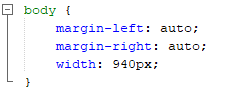 body {
margin-left: auto;
margin-right: auto;
width: 940px;
}